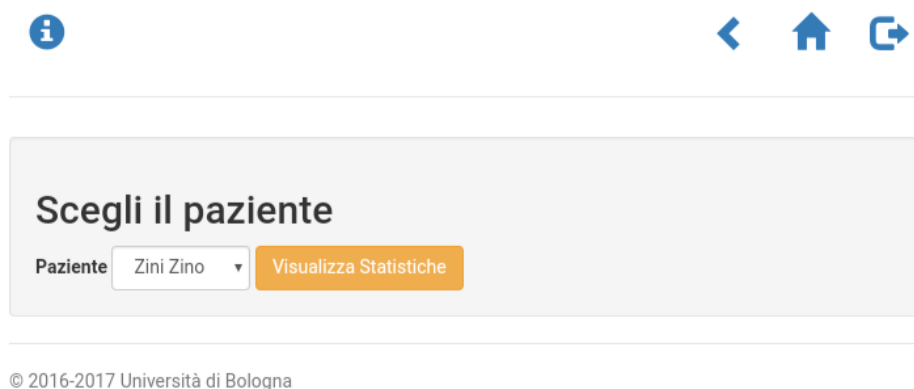 Scegli il paziente
Paziente Zini Zino Visualizza Statistiche
© 2016-2017 Università di Bologna